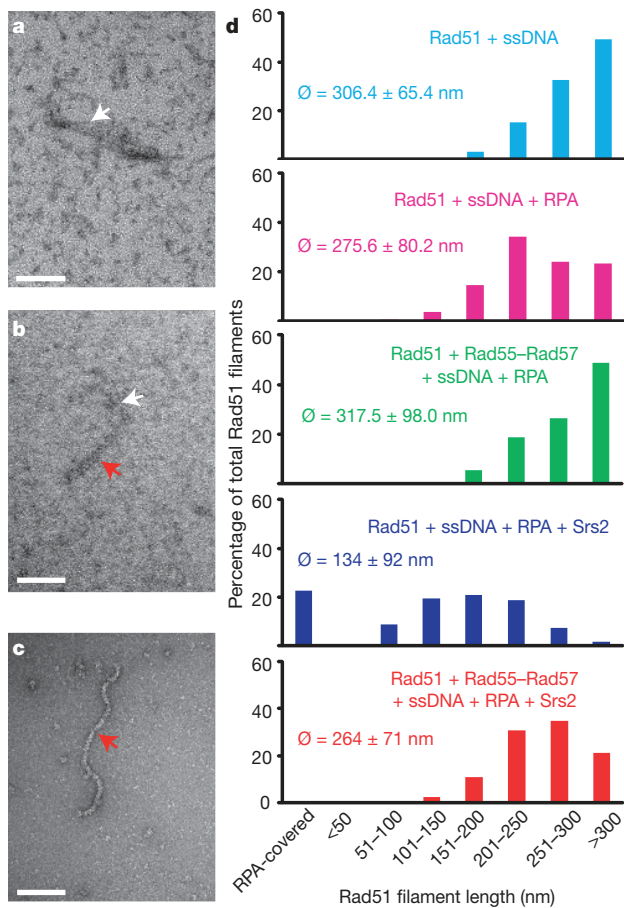 a
b
c
d
Percentage of total Rad51 filaments
60
40
20
Rad51 + ssDNA
Ø = 306.4 ± 65.4 nm
60
40
20
Rad51 + ssDNA + RPA
Ø = 275.6 ± 80.2 nm
60
40
20
Rad51 + Rad55–Rad57
+ ssDNA + RPA
Ø = 317.5 ± 98.0 nm
60
40
20
Rad51 + ssDNA + RPA + Srs2
Ø = 134 ± 92 nm
60
40
20
0
Rad51 + Rad55–Rad57
+ ssDNA + RPA + Srs2
Ø = 264 ± 71 nm
RPA-covered
<50
51–100
101–150
151–200
201–250
251–300
>300
Rad51 filament length (nm)